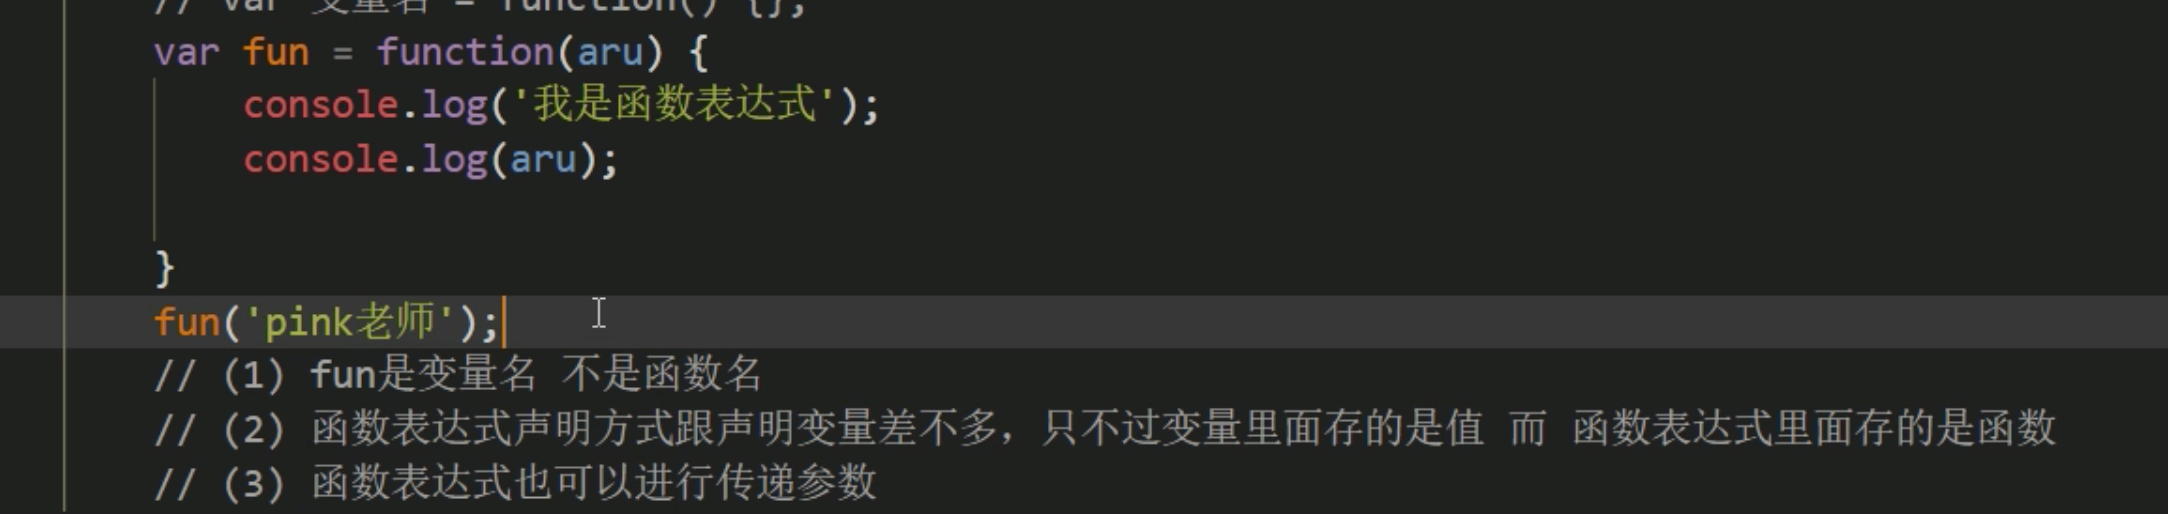 // var 变量名 = function() {};
var fun = function(aru) {
console.log('我是函数表达式');
console.log(aru);
}
fun('pink老师');
// (1) fun是变量名 不是函数名
// (2) 函数表达式声明方式跟声明变量差不多，只不过变量里面存的是值 而 函数表达式里面存的是函数
// (3) 函数表达式也可以进行传递参数